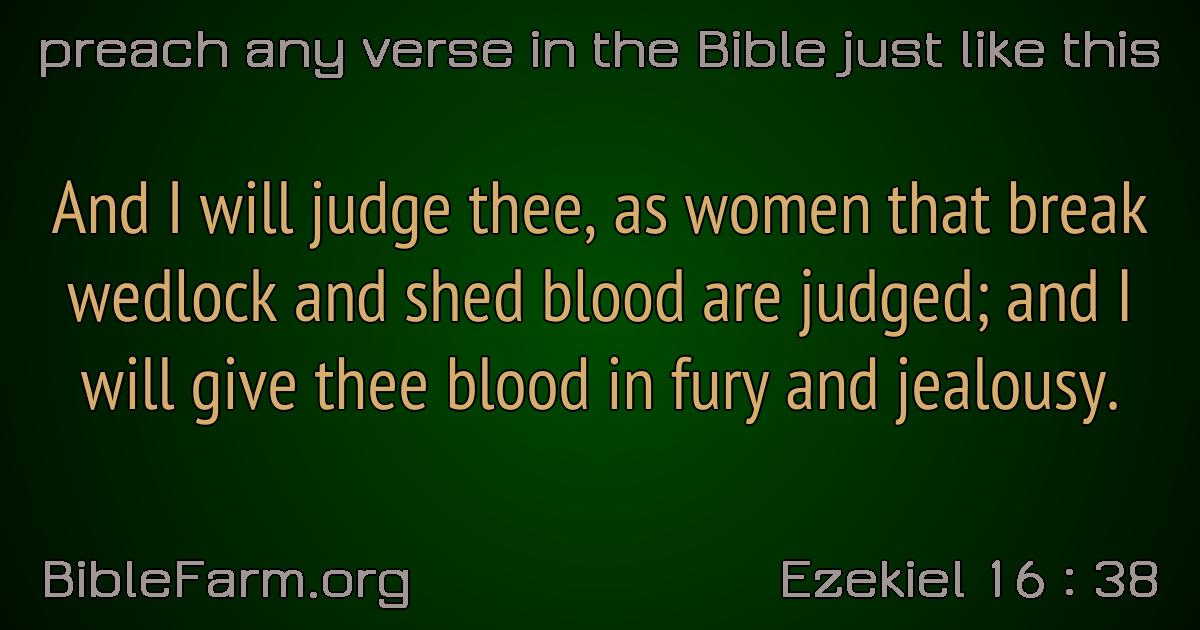 preach any verse in the Bible just like this
And I will judge thee, as women that break
wedlock and shed blood are judged; and I
will give thee blood in fury and jealousy.
BibleFarm.org
Ezekiel 16 : 38